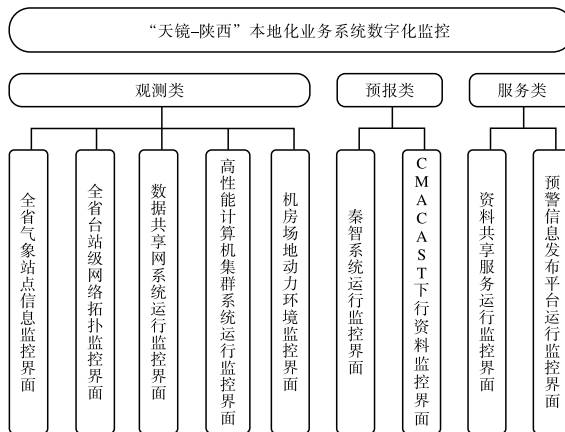 “天镜–陕西”本地化业务系统数字化监控
观测类
预报类
服务类
全省气象站点信息监控界面
全省台站级网络拓扑监控界面
数据共享网系统运行监控界面
高性能计算机集群系统运行监控界面
机房场地动力环境监控界面
秦智系统运行监控界面
CMACAST下行资料监控界面
资料共享服务运行监控界面
预警信息发布平台运行监控界面